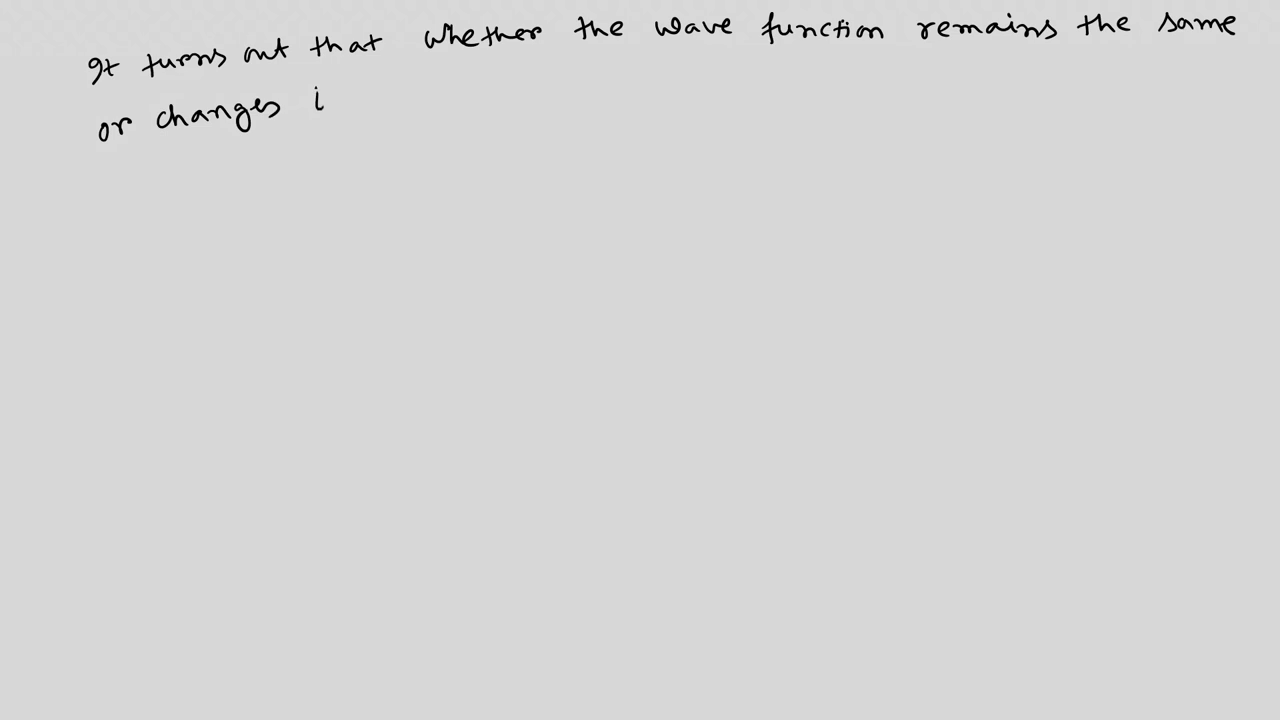 It turns out that whether the wave function remains the same
or changes i